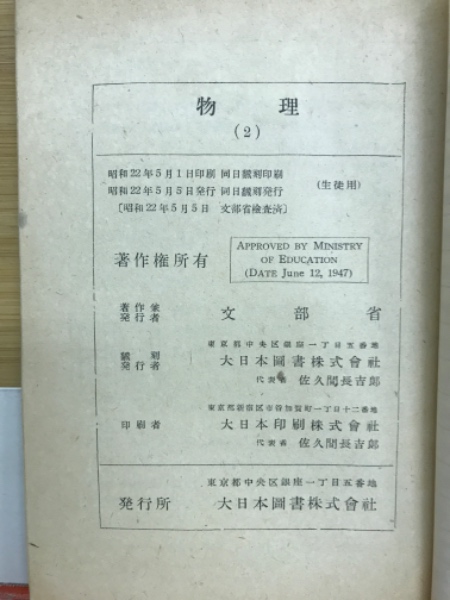 物理
(2)
昭和22年5月1日印刷 同日飜刻印刷
昭和22年5月5日発行 同日飜刻発行
(生徒用)
〔昭和22年5月5日 文部省検査済〕
著作権所有
APPROVED BY MINISTRY
OF EDUCATION
(DATE June 12, 1947)
著作兼
発行者
文部省
東京都中央区銀座一丁目五番地
飜刻
発行者
大日本圖書株式會社
代表者 佐久間長吉郎
東京都新宿区市谷加賀町一丁目十二番地
印刷者 大日本印刷株式會社
代表者 佐久間長吉郎
東京都中央区銀座一丁目五番地
発行所 大日本圖書株式會社